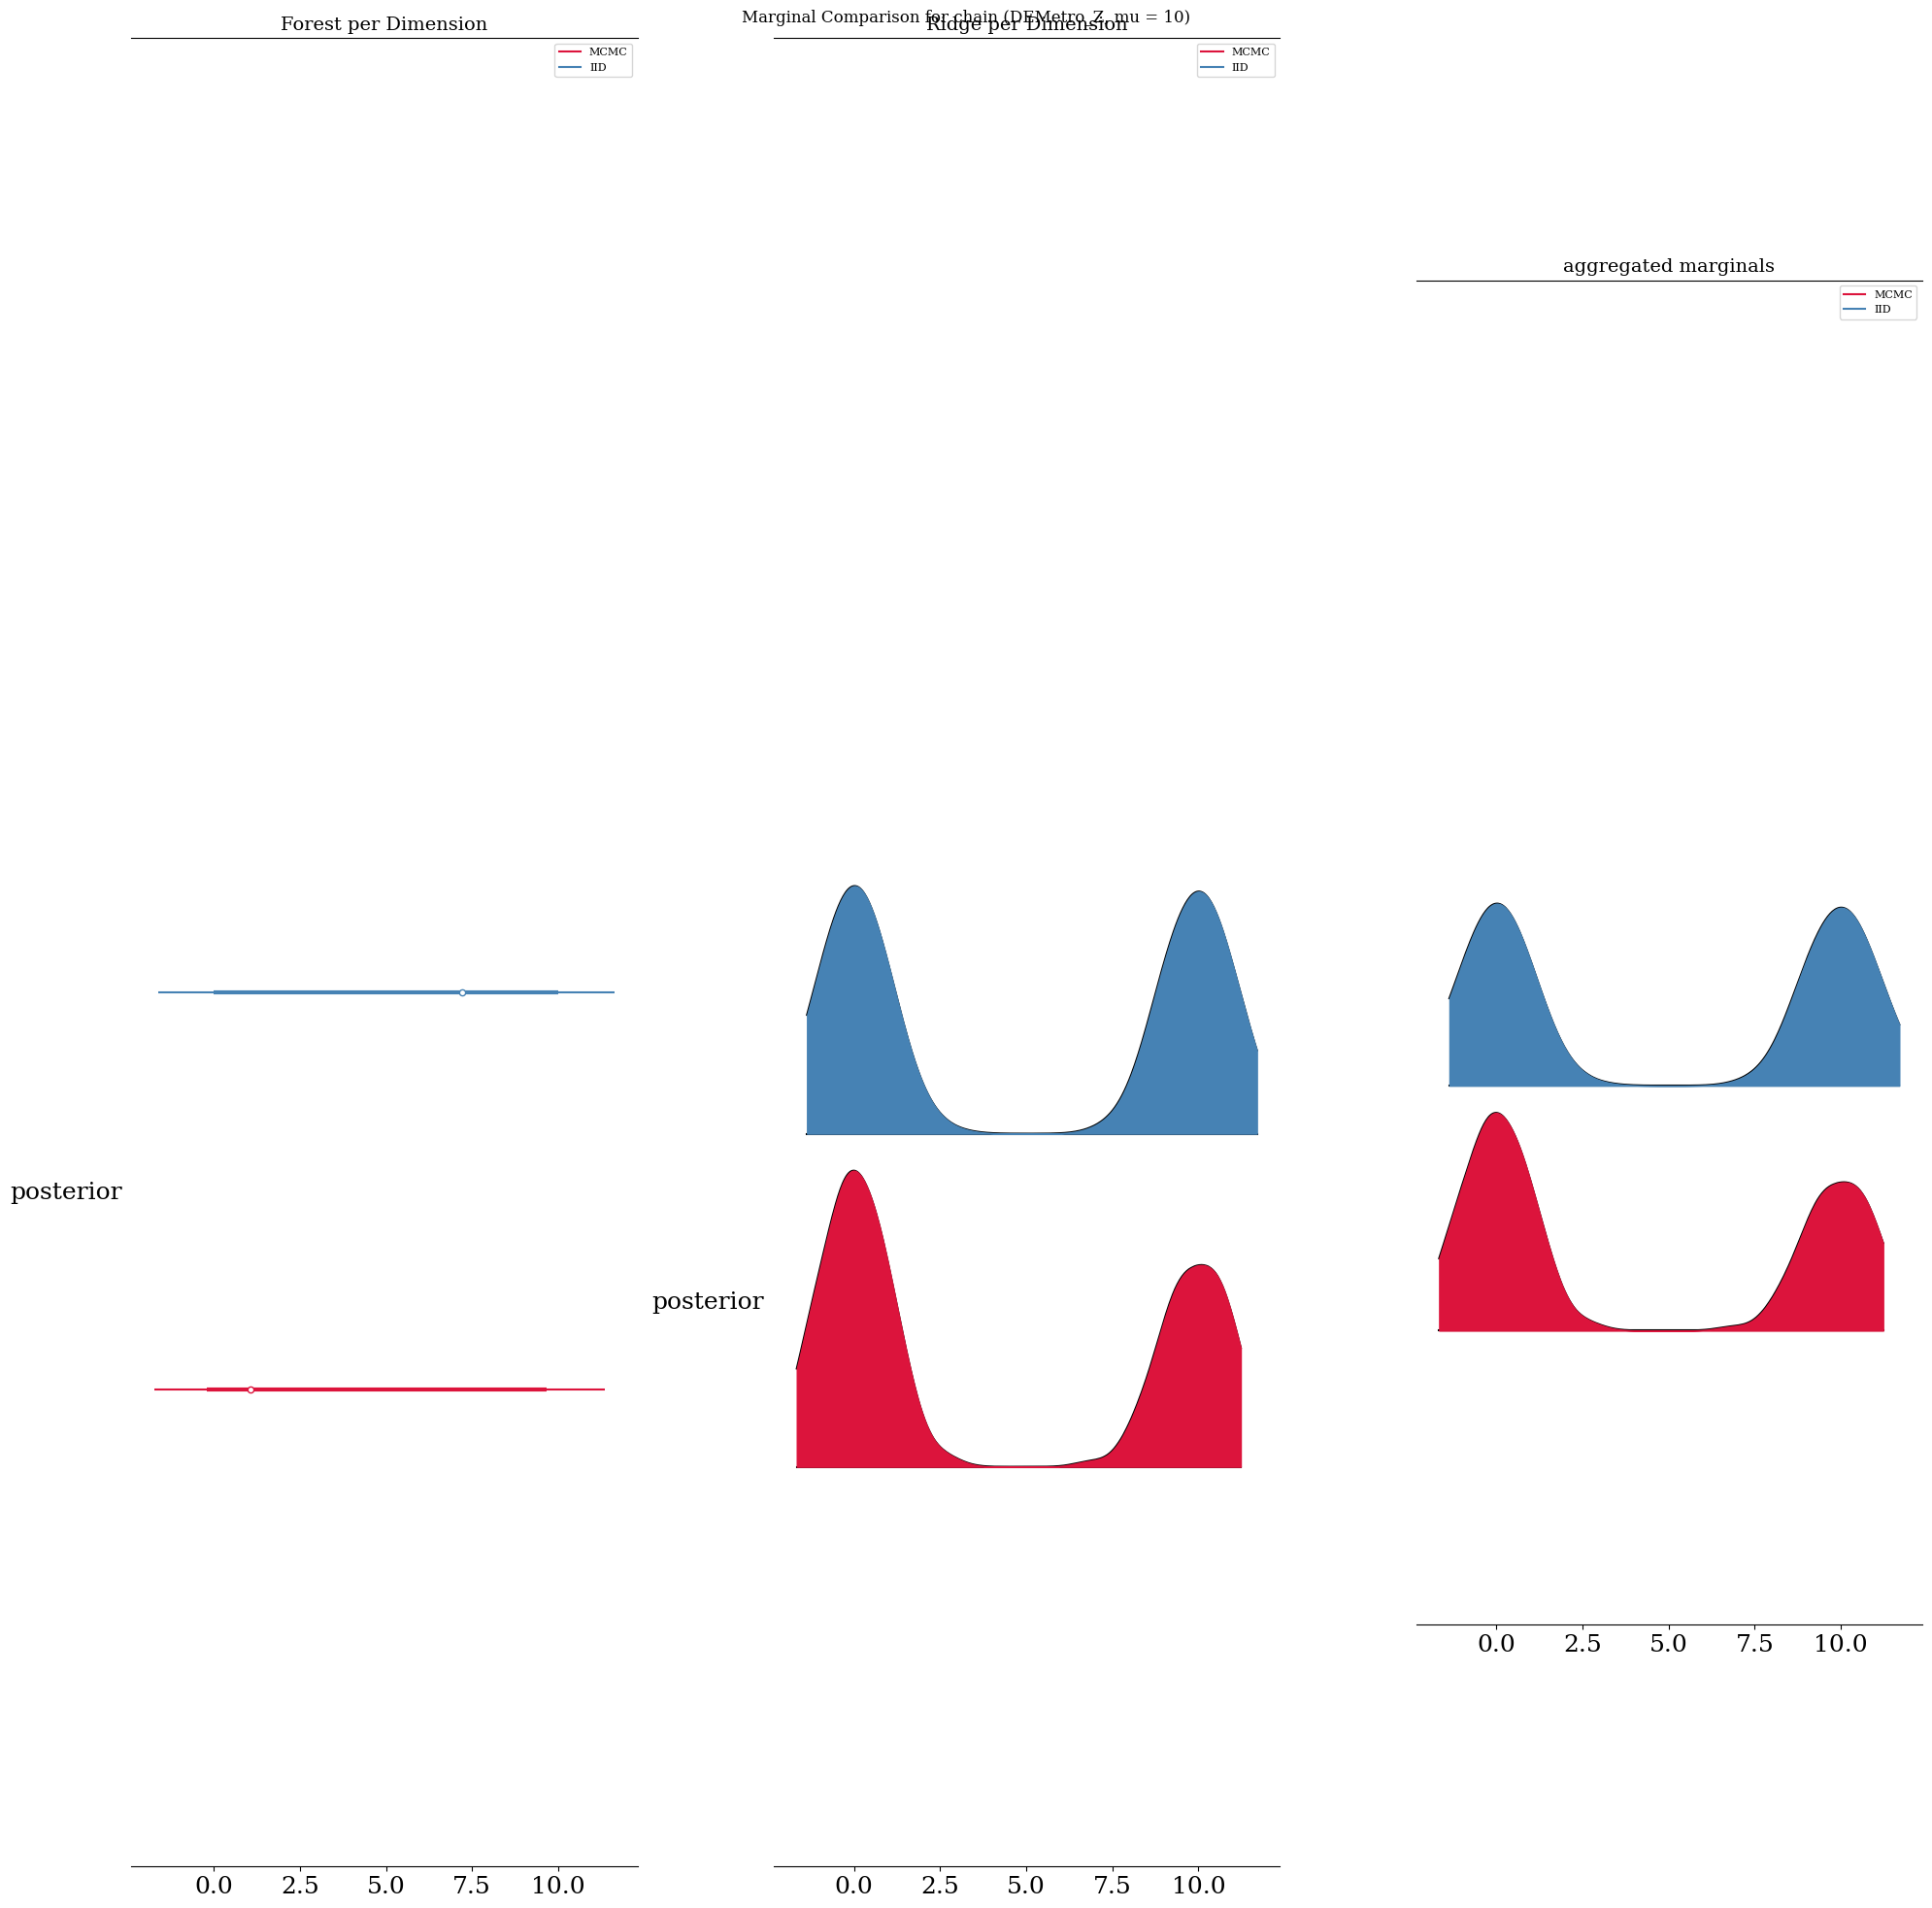 Marginal Comparison for chain (DEMetro_Z, mu = 10)
Forest per Dimension
MCMC
IID
posterior
0.0 2.5 5.0 7.5 10.0
Ridge per Dimension
MCMC
IID
posterior
0.0 2.5 5.0 7.5 10.0
aggregated marginals
MCMC
IID
0.0 2.5 5.0 7.5 10.0